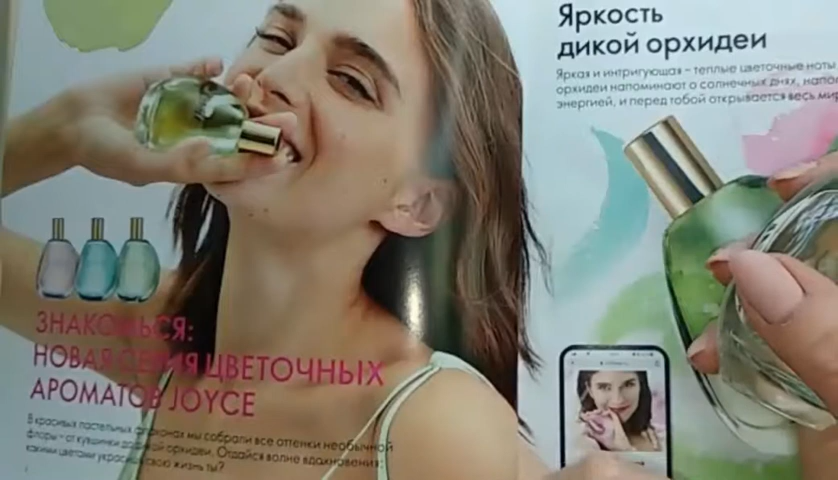 Яркость
дикой орхидеи
Яркая и интригующая – теплые цветочные ноты
орхидеи напоминают о солнечных днях,
энергией, и перед тобой открывается весь
ЗНАКОМЬСЯ:
НОВАЯ СЕРИЯ ЦВЕТОЧНЫХ
АРОМАТОВ JOYCE
В красивых пастельных флаконах мы собрали все оттенки необычной
флоры – от кувшинки до дикой орхидеи. Отдайся волне вдохновения:
какими цветами украсишь свою жизнь ты?